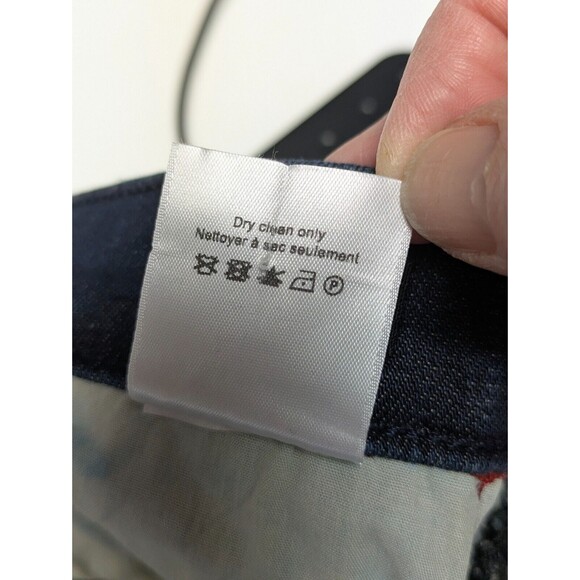 Dry clean only
Nettoyer à sec seulement
P